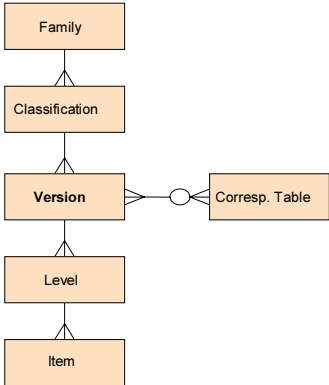 Family
Classification
Version
Corresp. Table
Level
Item